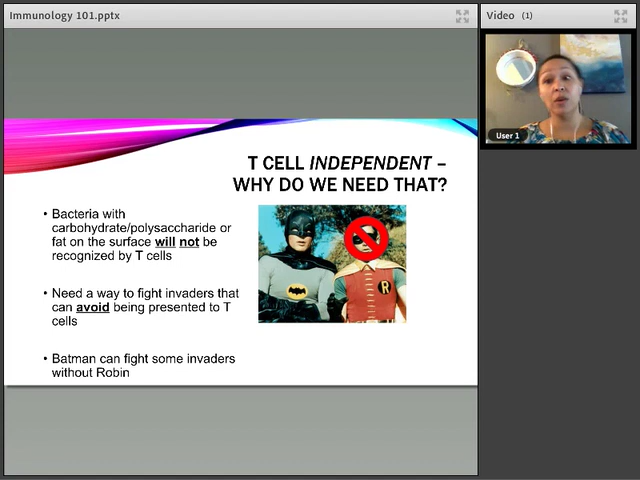 Immunology 101.pptx
Video (1)
User 1
T CELL INDEPENDENT –
WHY DO WE NEED THAT?
• Bacteria with
carbohydrate/polysaccharide or
fat on the surface will not be
recognized by T cells
• Need a way to fight invaders that
can avoid being presented to T
cells
• Batman can fight some invaders
without Robin
R